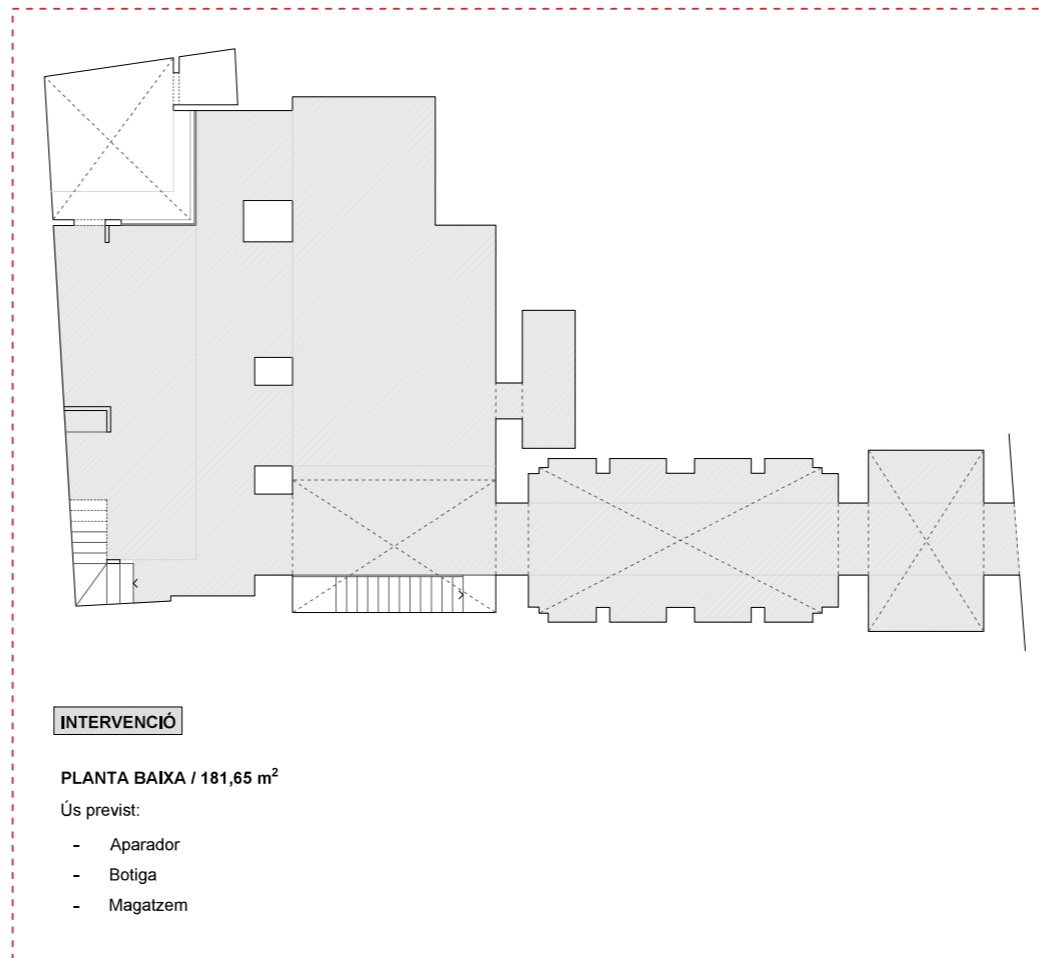 INTERVENCIÓ
PLANTA BAIXA / 181,65 m²
Ús previst:
- Aparador
- Botiga
- Magatzem